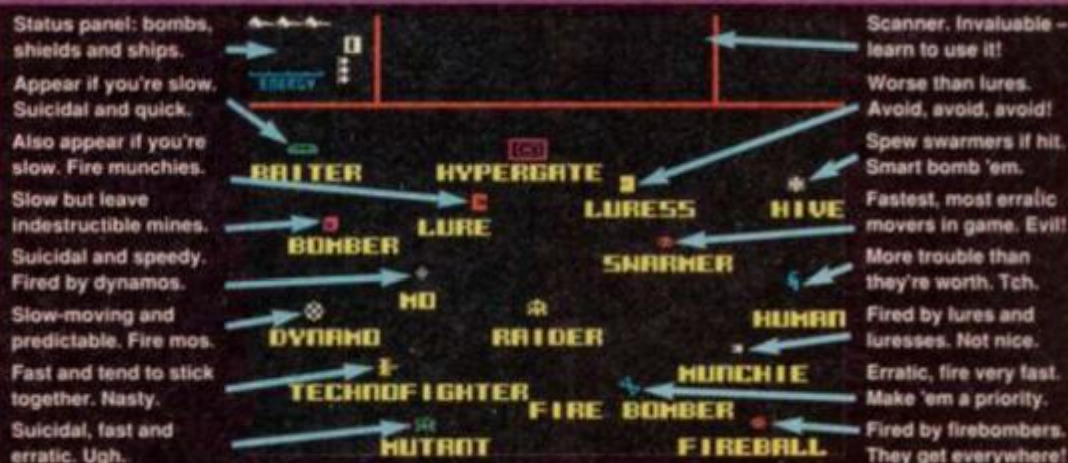 Status panel: bombs,
shields and ships.
Appear if you're slow.
Suicidal and quick.
Also appear if you're
slow. Fire munchies.
Slow but leave
indestructible mines.
Suicidal and speedy.
Fired by dynamos.
Slow-moving and
predictable. Fire mos.
Fast and tend to stick
together. Nasty.
Suicidal, fast and
erratic. Ugh.
ENERGY
BAITER
HYPERGATE
LURESS
HIVE
LURE
BOMBER
SWARMER
MO
HUMAN
DYNAMO
RAIDER
MUNCHIE
TECHNOFIGHTER
FIRE BOMBER
MUTANT
FIREBALL
Scanner. Invaluable –
learn to use it!
Worse than lures.
Avoid, avoid, avoid!
Spew swarmers if hit.
Smart bomb 'em.
Fastest, most erratic
movers in game. Evil!
More trouble than
they're worth. Tch.
Fired by lures and
luresses. Not nice.
Erratic, fire very fast.
Make 'em a priority.
Fired by firebombers.
They get everywhere!